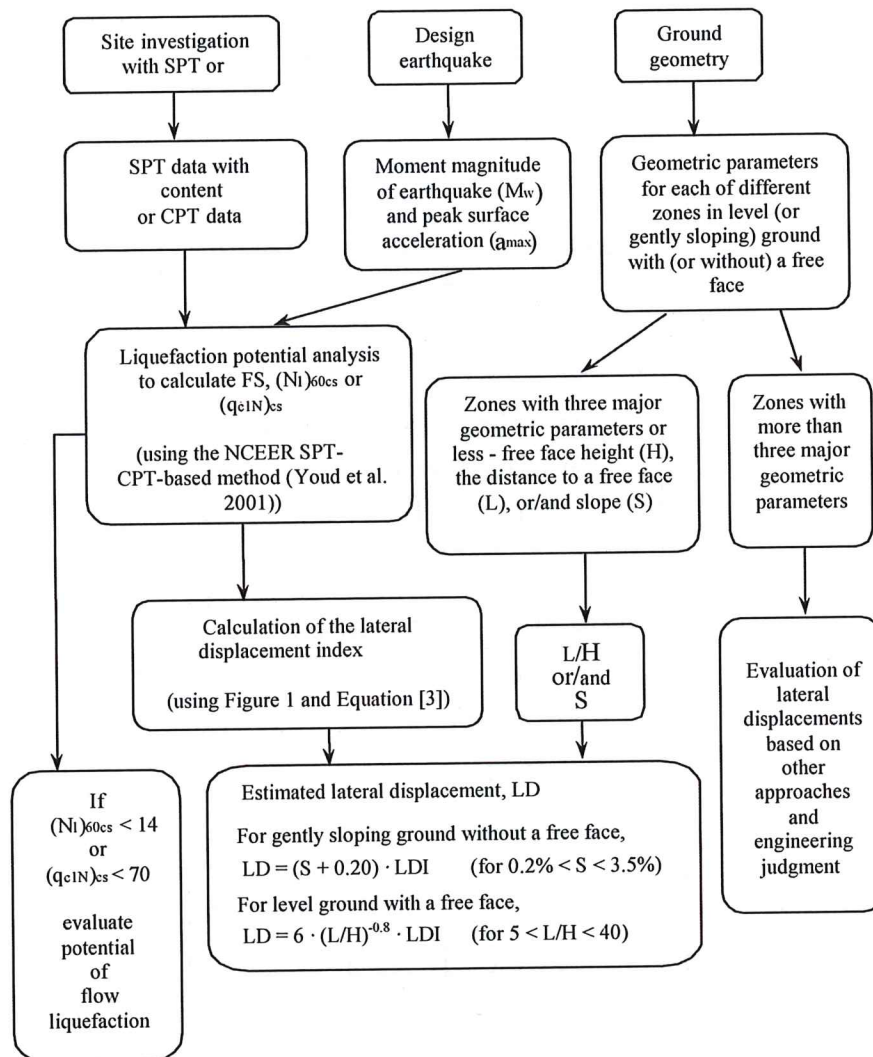 Site investigation
with SPT or
Design
earthquake
Ground
geometry
SPT data with
content
or CPT data
Moment magnitude
of earthquake (Mw)
and peak surface
acceleration (amax)
Geometric parameters
for each of different
zones in level (or
gently sloping) ground
with (or without) a free
face
Liquefaction potential analysis
to calculate FS, (N1)60cs or
(qc1N)cs
(using the NCEER SPT-
CPT-based method (Youd et al.
2001))
Zones with three major
geometric parameters or
less - free face height (H),
the distance to a free face
(L), or/and slope (S)
Zones with
more than
three major
geometric
parameters
Calculation of the lateral
displacement index
(using Figure 1 and Equation [3])
L/H
or/and
S
Evaluation of
lateral
displacements
based on
other
approaches
and
engineering
judgment
If
(N1)60cs < 14
or
(qc1N)cs < 70
evaluate
potential
of
flow
liquefaction
Estimated lateral displacement, LD
For gently sloping ground without a free face,
LD = (S + 0.20) · LDI (for 0.2% < S < 3.5%)
For level ground with a free face,
LD = 6 · (L/H)^-0.8 · LDI (for 5 < L/H < 40)